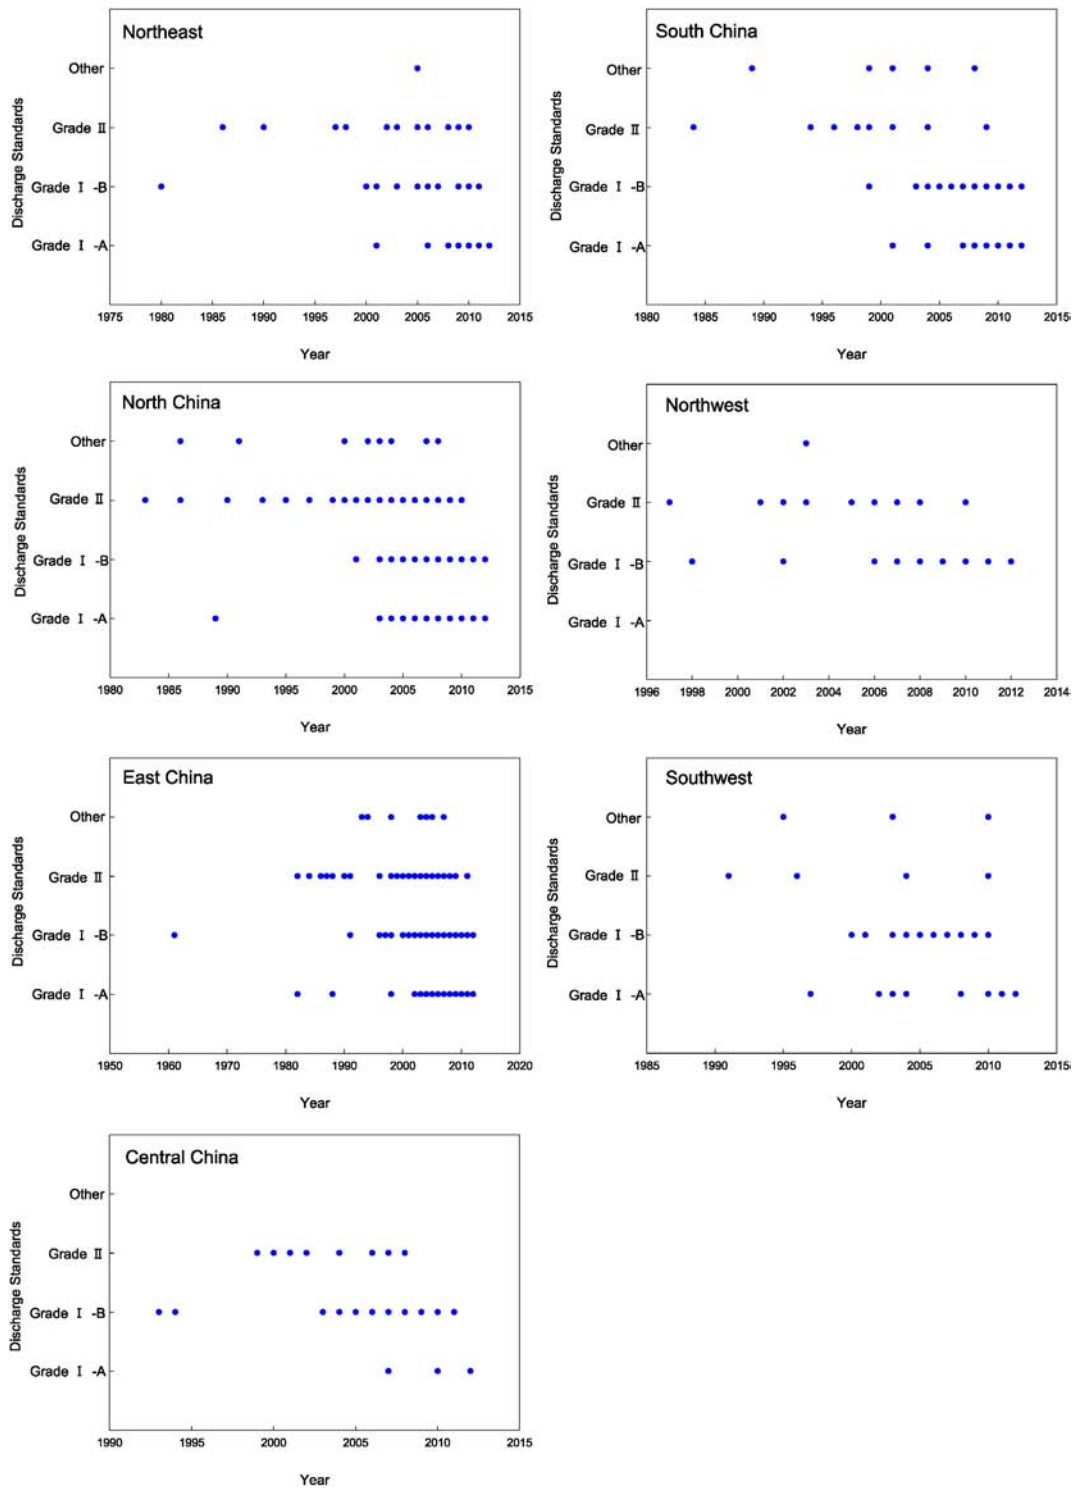 Northeast
Discharge Standards
Other
Grade Ⅱ
Grade Ⅰ -B
Grade Ⅰ -A
1975 1980 1985 1990 1995 2000 2005 2010 2015
Year
South China
Discharge Standards
Other
Grade Ⅱ
Grade Ⅰ -B
Grade Ⅰ -A
1980 1985 1990 1995 2000 2005 2010 2015
Year
North China
Discharge Standards
Other
Grade Ⅱ
Grade Ⅰ -B
Grade Ⅰ -A
1980 1985 1990 1995 2000 2005 2010 2015
Year
Northwest
Discharge Standards
Other
Grade Ⅱ
Grade Ⅰ -B
Grade Ⅰ -A
1996 1998 2000 2002 2004 2006 2008 2010 2012 2014
Year
East China
Discharge Standards
Other
Grade Ⅱ
Grade Ⅰ -B
Grade Ⅰ -A
1950 1960 1970 1980 1990 2000 2010 2020
Year
Southwest
Discharge Standards
Other
Grade Ⅱ
Grade Ⅰ -B
Grade Ⅰ -A
1985 1990 1995 2000 2005 2010 2015
Year
Central China
Discharge Standards
Other
Grade Ⅱ
Grade Ⅰ -B
Grade Ⅰ -A
1990 1995 2000 2005 2010 2015
Year